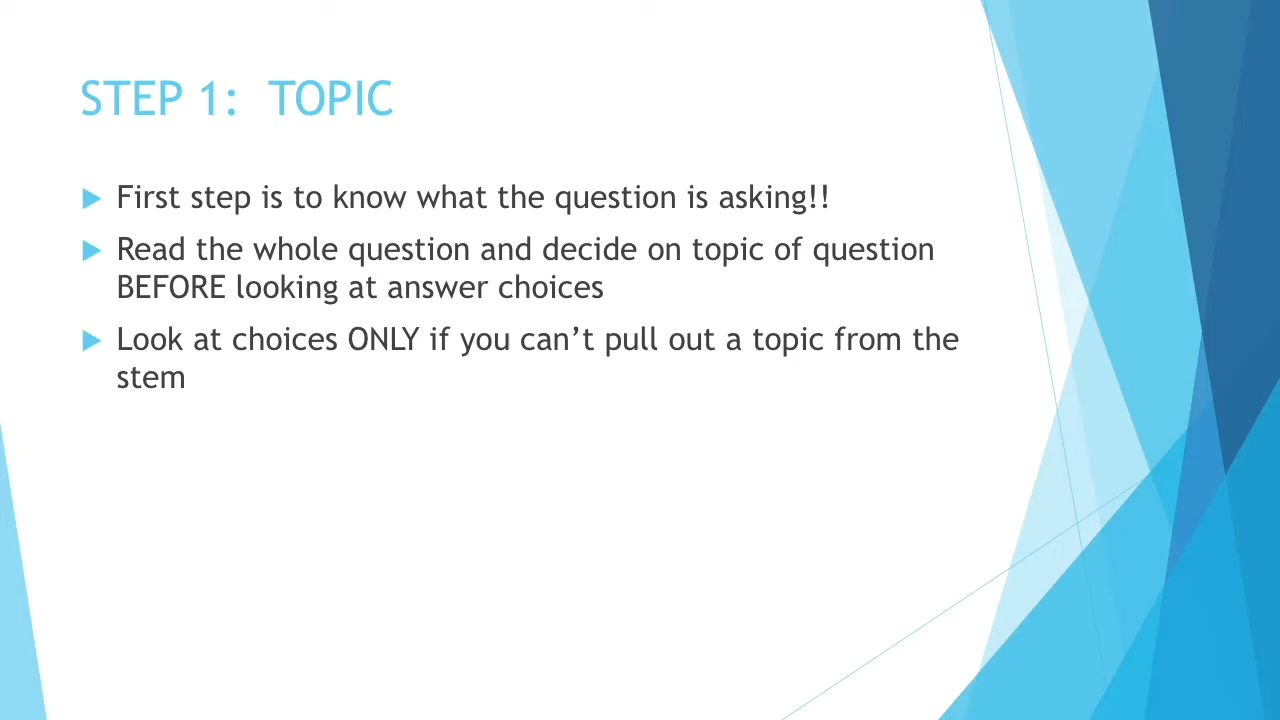 STEP 1:  TOPIC
First step is to know what the question is asking!!
Read the whole question and decide on topic of question
BEFORE looking at answer choices
Look at choices ONLY if you can’t pull out a topic from the
stem